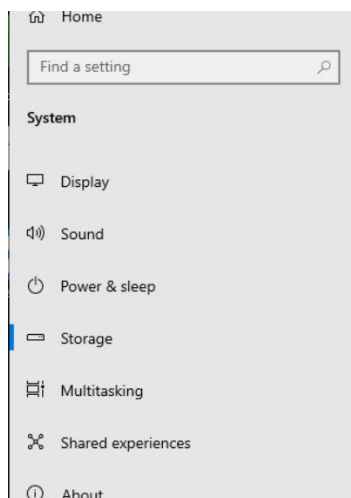 Home
Find a setting
System
Display
Sound
Power & sleep
Storage
Multitasking
Shared experiences
About